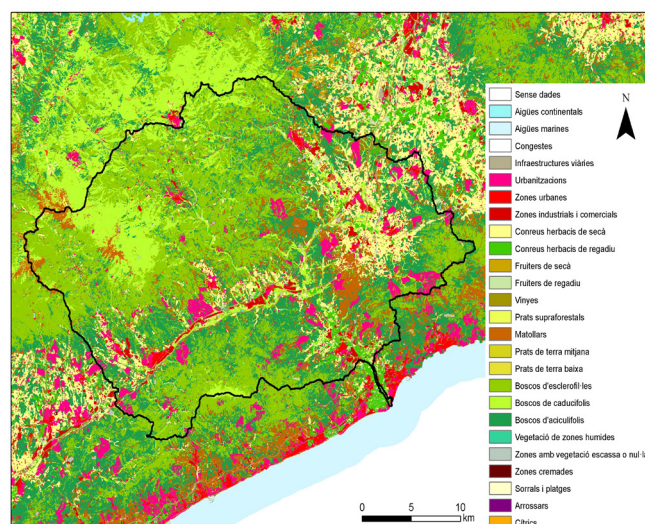 N
Sense dades
Aigües continentals
Aigües marines
Congestes
Infraestructures viàries
Urbanitzacions
Zones urbanes
Zones industrials i comercials
Conreus herbacis de secà
Conreus herbacis de regadiu
Fruiters de secà
Fruiters de regadiu
Vinyes
Prats supraforestals
Matollars
Prats de terra mitjana
Prats de terra baixa
Boscos d'esclerofil·les
Boscos de caducifolis
Boscos d'aciculifolis
Vegetació de zones humides
Zones amb vegetació escassa o nul·la
Zones cremades
Sorrals i platges
Arrossars
Cítrics
0 5 10
km